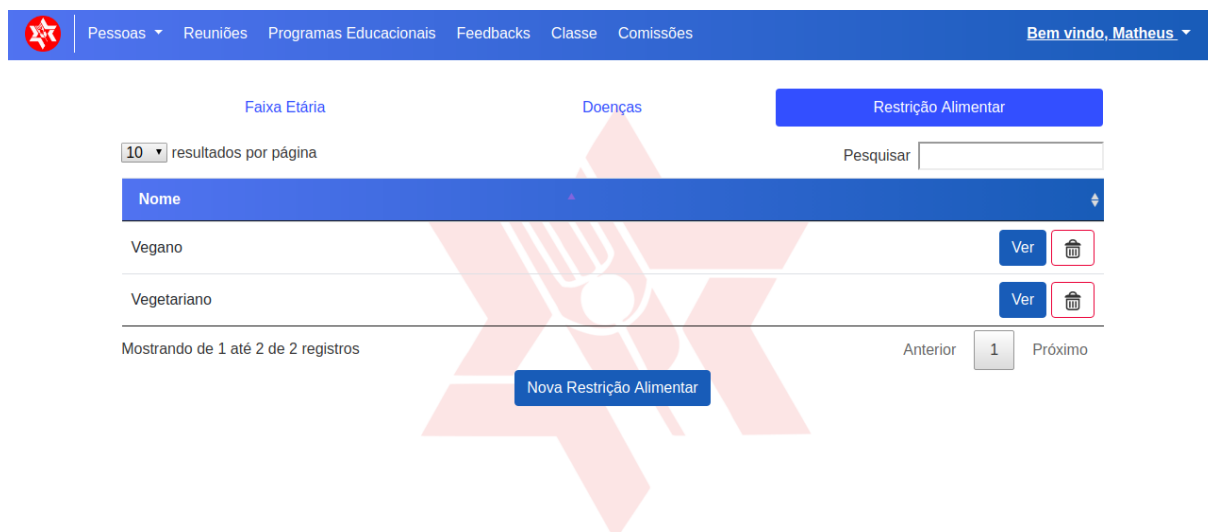 Pessoas Reuniões Programas Educacionais Feedbacks Classe Comissões Bem vindo, Matheus
Faixa Etária Doenças Restrição Alimentar
10 resultados por página Pesquisar
Nome
Vegano Ver
Vegetariano Ver
Mostrando de 1 até 2 de 2 registros Anterior 1 Próximo
Nova Restrição Alimentar